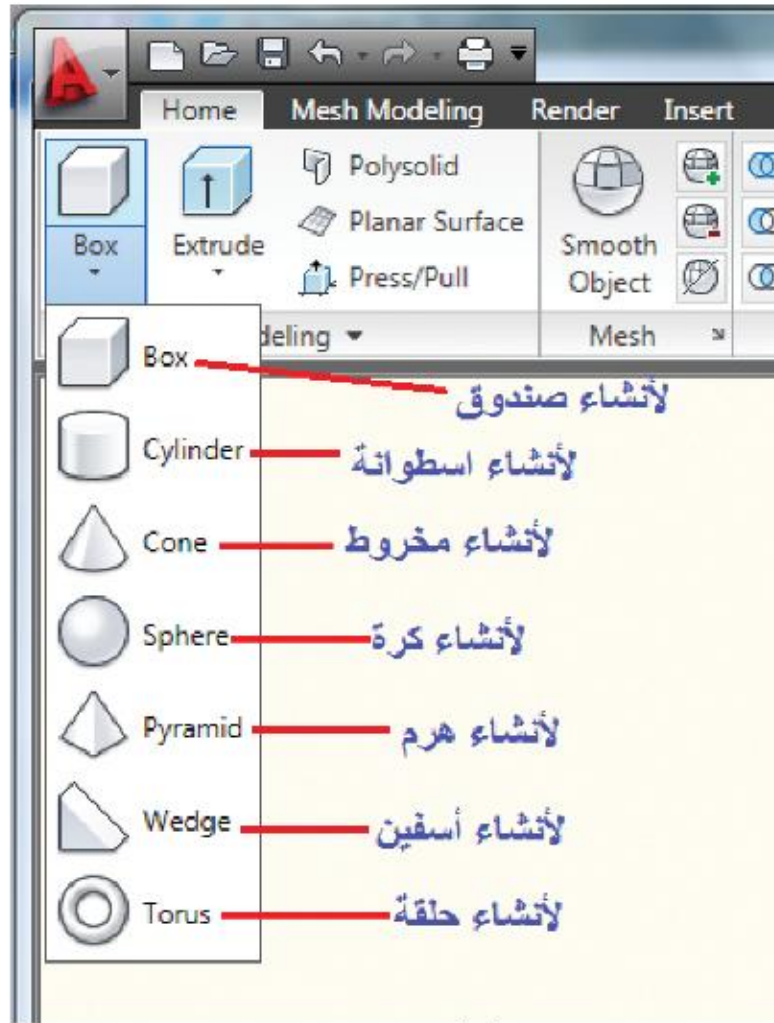 Home Mesh Modeling Render Insert
Polysolid
Planar Surface
Press/Pull
Box Extrude
Smooth Object
deling Mesh
Box لأنشاء صندوق
Cylinder لأنشاء اسطوانة
Cone لأنشاء مخروط
Sphere لأنشاء كرة
Pyramid لأنشاء هرم
Wedge لأنشاء أسفين
Torus لأنشاء حلقة